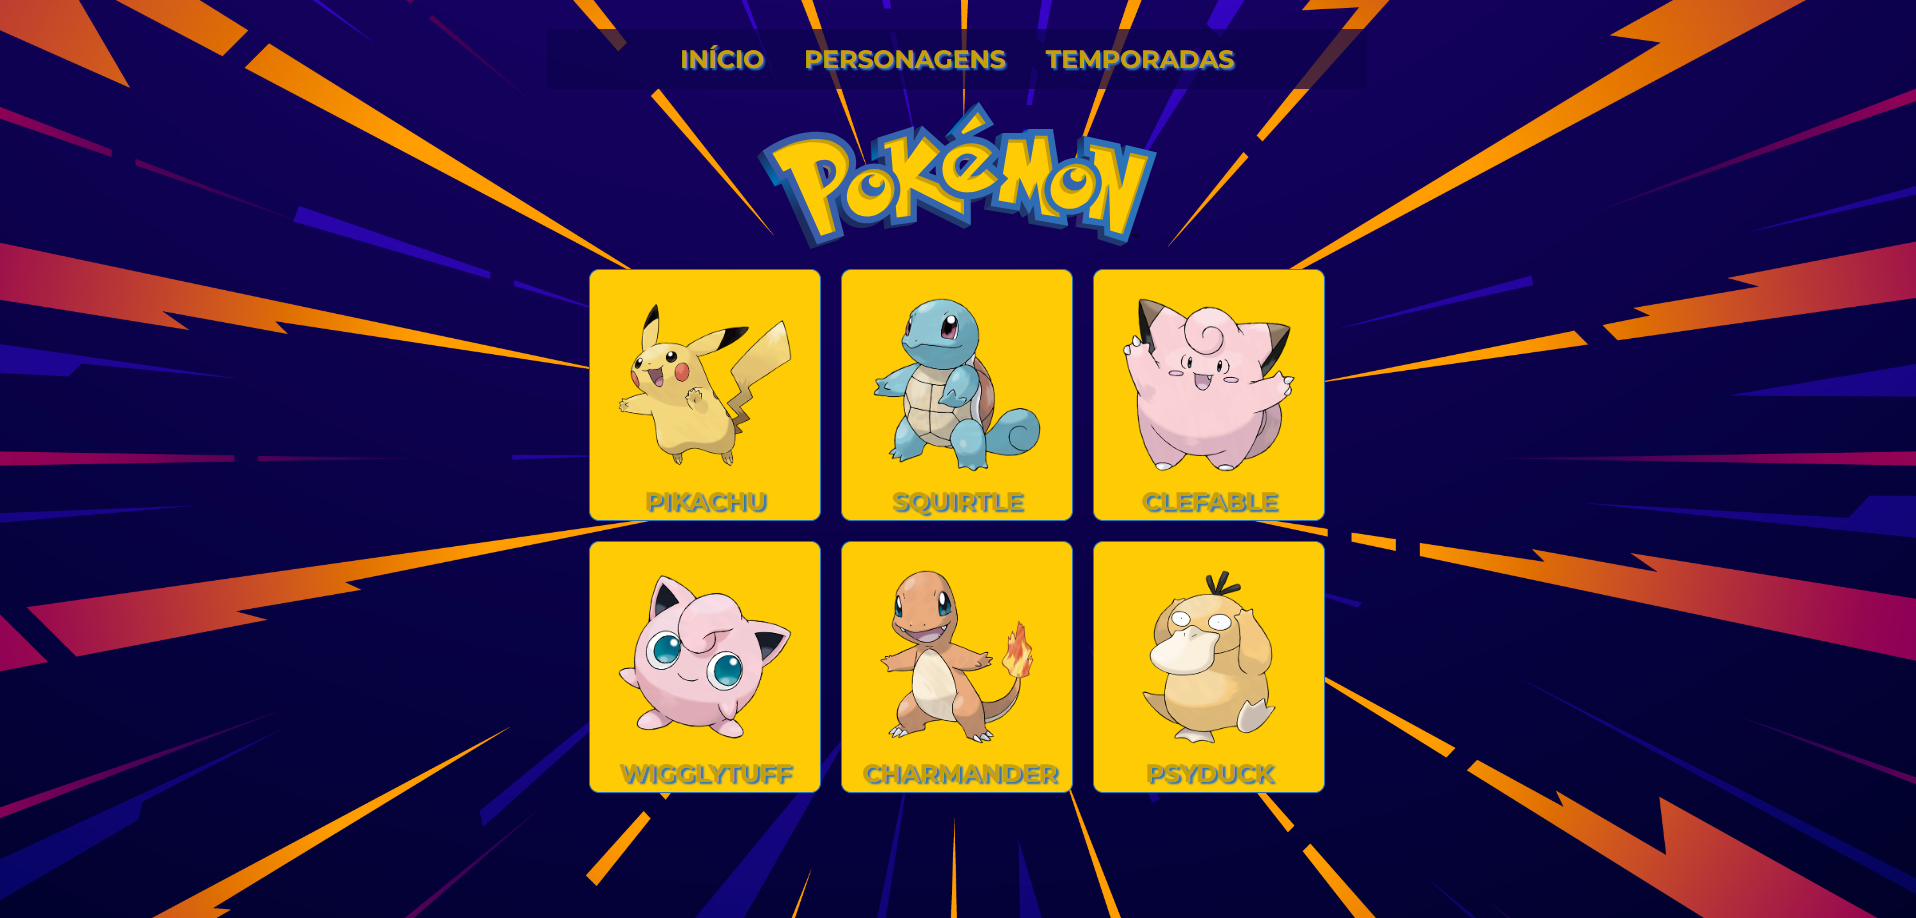 INÍCIO PERSONAGENS TEMPORADAS
POKéMON
PIKACHU SQUIRTLE CLEFABLE
WIGGLYTUFF CHARMANDER PSYDUCK